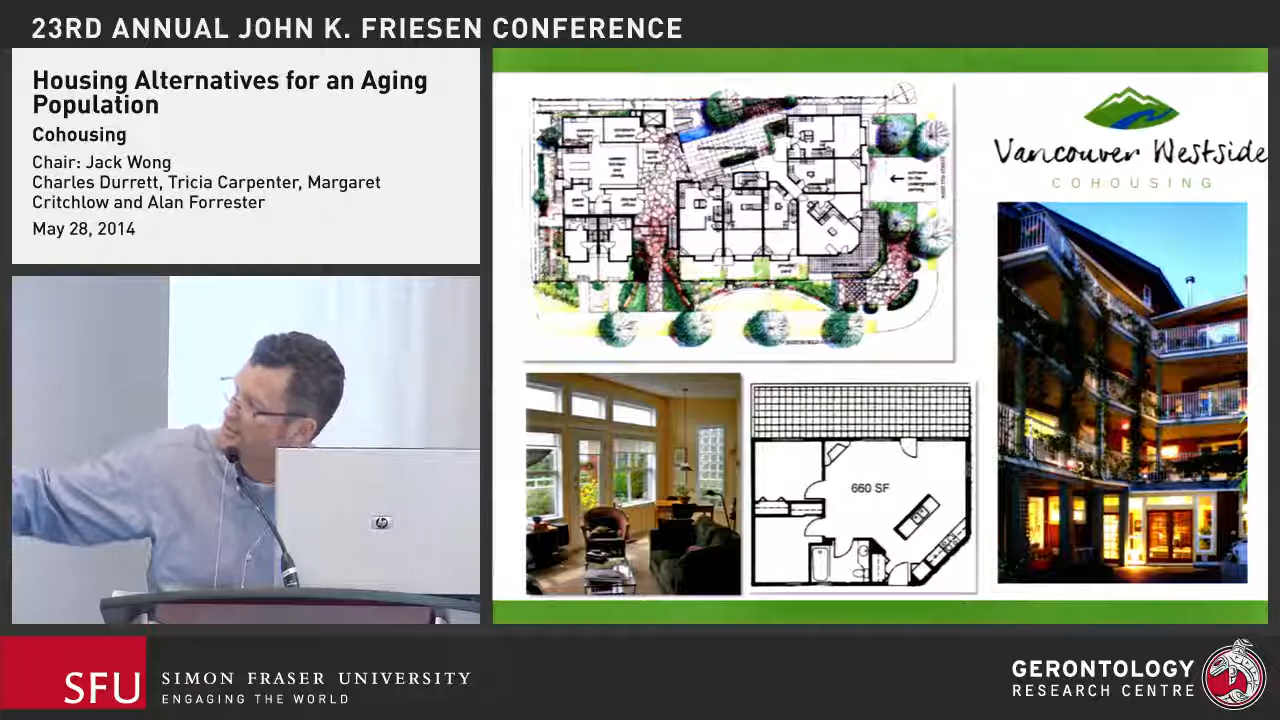 23RD ANNUAL JOHN K. FRIESEN CONFERENCE
Housing Alternatives for an Aging
Population
Cohousing
Chair: Jack Wong
Charles Durrett, Tricia Carpenter, Margaret
Critchlow and Alan Forrester
May 28, 2014
Vancouver Westside
COHOUSING
660 SF
hp
SFU
SIMON FRASER UNIVERSITY
ENGAGING THE WORLD
GERONTOLOGY
RESEARCH CENTRE